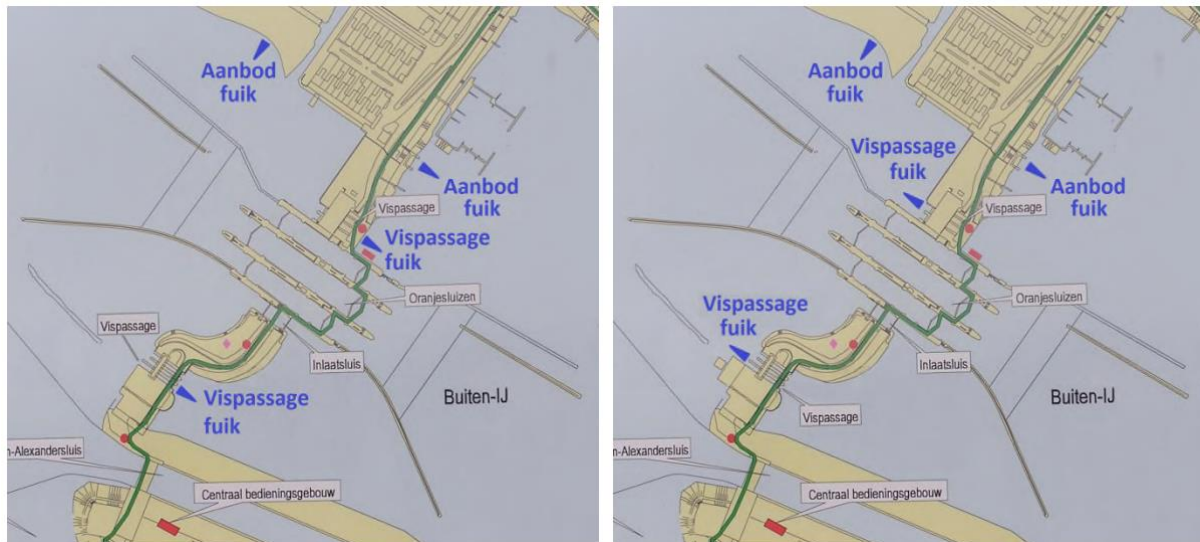 Aanbod
fuik
Aanbod
fuik
Vispassage
Vispassage
fuik
Oranjesluizen
Vispassage
Inlaatsluis
Vispassage
fuik
Buiten-IJ
n-Alexandersluis
Centraal bedieningsgebouw
Aanbod
fuik
Vispassage
fuik
Aanbod
fuik
Vispassage
Oranjesluizen
Vispassage
fuik
Inlaatsluis
Buiten-IJ
Vispassage
n-Alexandersluis
Centraal bedieningsgebouw